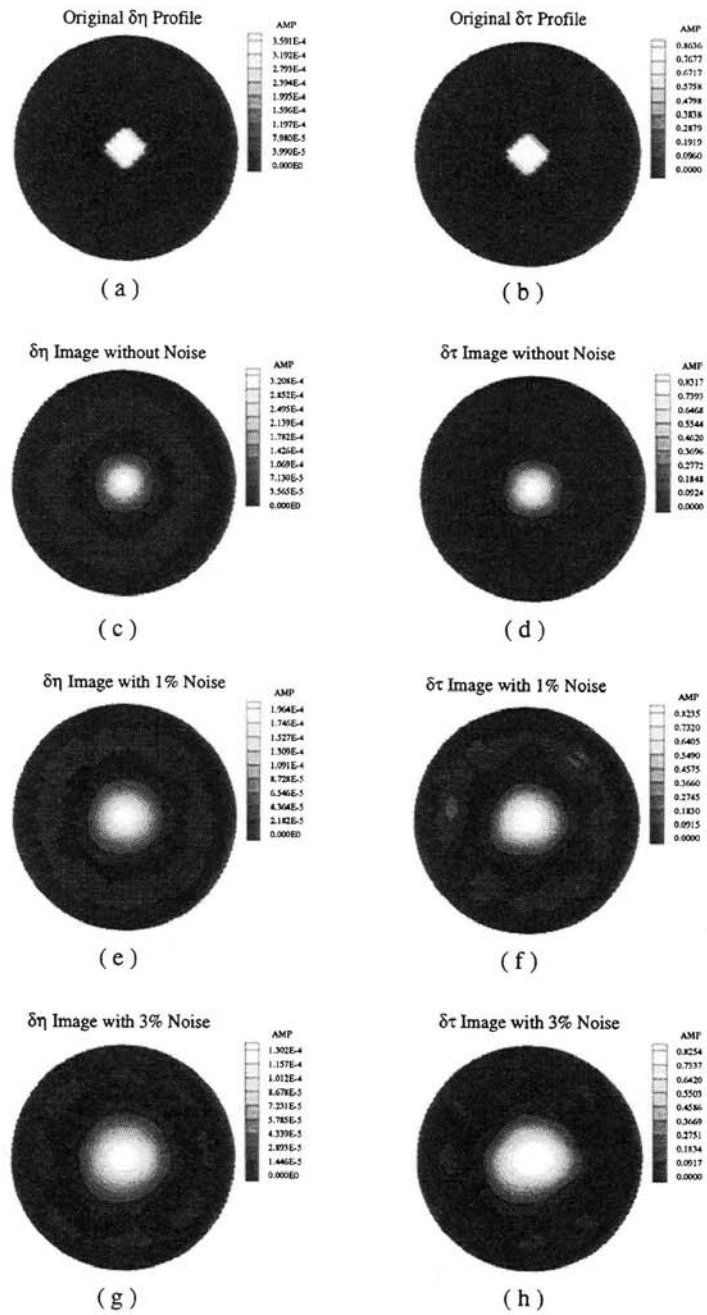 Original δη Profile
AMP
3.591E-4
3.192E-4
2.793E-4
2.394E-4
1.995E-4
1.596E-4
1.197E-4
7.980E-5
3.990E-5
0.000E0
(a)
Original δτ Profile
AMP
0.8636
0.7677
0.6717
0.5758
0.4798
0.3838
0.2879
0.1919
0.0960
0.0000
(b)
δη Image without Noise
AMP
3.208E-4
2.852E-4
2.495E-4
2.139E-4
1.782E-4
1.426E-4
1.069E-4
7.130E-5
3.565E-5
0.000E0
(c)
δτ Image without Noise
AMP
0.8317
0.7393
0.6468
0.5544
0.4620
0.3696
0.2772
0.1848
0.0924
0.0000
(d)
δη Image with 1% Noise
AMP
1.964E-4
1.746E-4
1.527E-4
1.309E-4
1.091E-4
8.728E-5
6.546E-5
4.364E-5
2.182E-5
0.000E0
(e)
δτ Image with 1% Noise
AMP
0.8235
0.7320
0.6405
0.5490
0.4575
0.3660
0.2745
0.1830
0.0915
0.0000
(f)
δη Image with 3% Noise
AMP
1.302E-4
1.157E-4
1.012E-4
8.678E-5
7.231E-5
5.785E-5
4.339E-5
2.893E-5
1.446E-5
0.000E0
(g)
δτ Image with 3% Noise
AMP
0.8254
0.7337
0.6420
0.5503
0.4586
0.3669
0.2751
0.1834
0.0917
0.0000
(h)